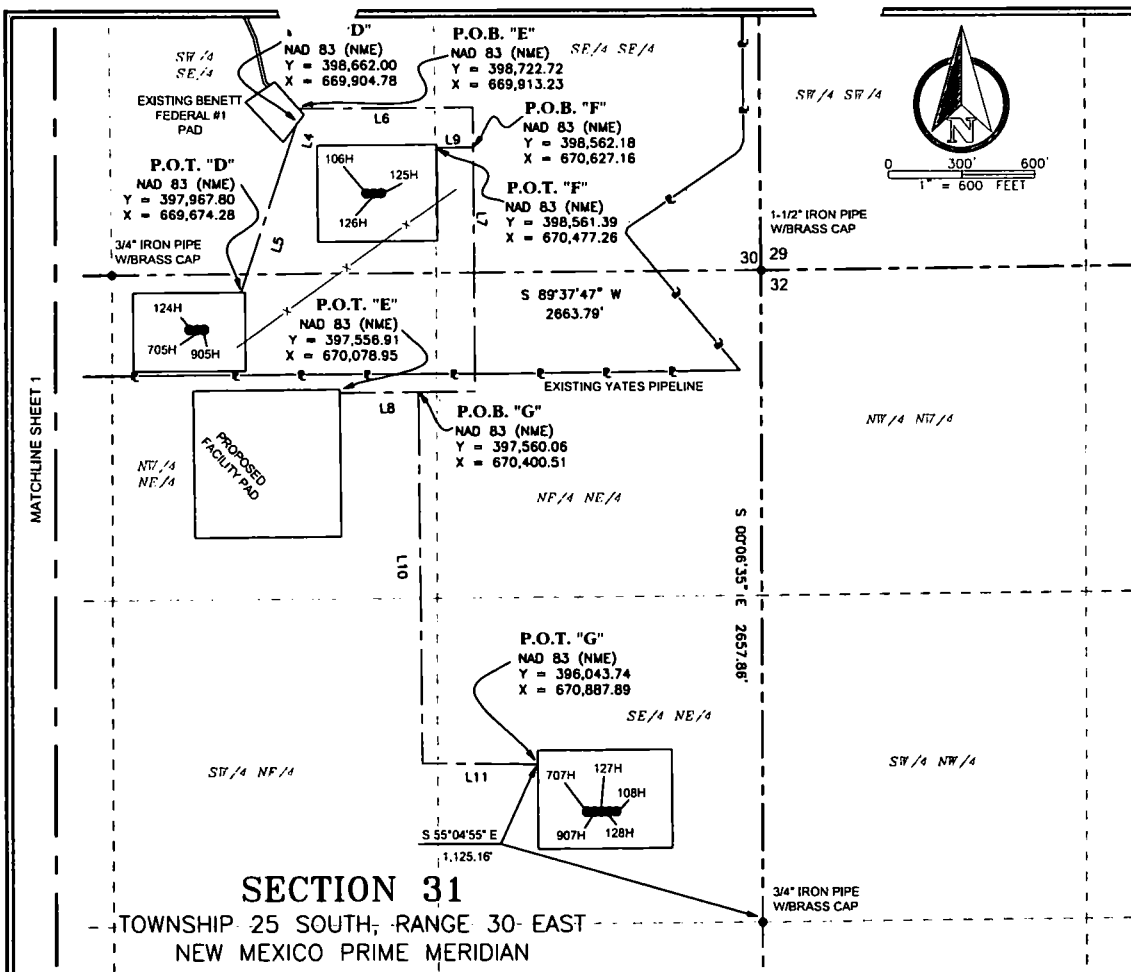 "D"
NAD 83 (NME)
Y = 398,662.00
X = 669,904.78
P.O.B. "E"
NAD 83 (NME)
Y = 398,722.72
X = 669,913.23
SW/4
SE/4
SE/4 SE/4
SW/4 SW/4
N
0 300' 600'
1" = 600 FEET
EXISTING BENETT
FEDERAL #1
PAD
L4
L6
L9
P.O.B. "F"
NAD 83 (NME)
Y = 398,562.18
X = 670,627.16
P.O.T. "D"
NAD 83 (NME)
Y = 397,967.80
X = 669,674.28
106H
125H
126H
P.O.T. "F"
NAD 83 (NME)
Y = 398,561.39
X = 670,477.26
L7
L5
3/4" IRON PIPE
W/BRASS CAP
1-1/2" IRON PIPE
W/BRASS CAP
30 29
32
S 89°37'47" W
2663.79'
124H
705H
905H
P.O.T. "E"
NAD 83 (NME)
Y = 397,556.91
X = 670,078.95
EXISTING YATES PIPELINE
L8
P.O.B. "G"
NAD 83 (NME)
Y = 397,560.06
X = 670,400.51
MATCHLINE SHEET 1
PROPOSED
FACILITY PAD
NW/4
NE/4
NE/4 NE/4
NW/4 NW/4
S 00°06'35" E 2657.86'
L10
P.O.T. "G"
NAD 83 (NME)
Y = 396,043.74
X = 670,887.89
SE/4 NE/4
SW/4 NE/4
SW/4 NW/4
L11
707H
127H
108H
907H
128H
S 55°04'55" E
1,125.16'
3/4" IRON PIPE
W/BRASS CAP
SECTION 31
TOWNSHIP 25 SOUTH, RANGE 30 EAST
NEW MEXICO PRIME MERIDIAN